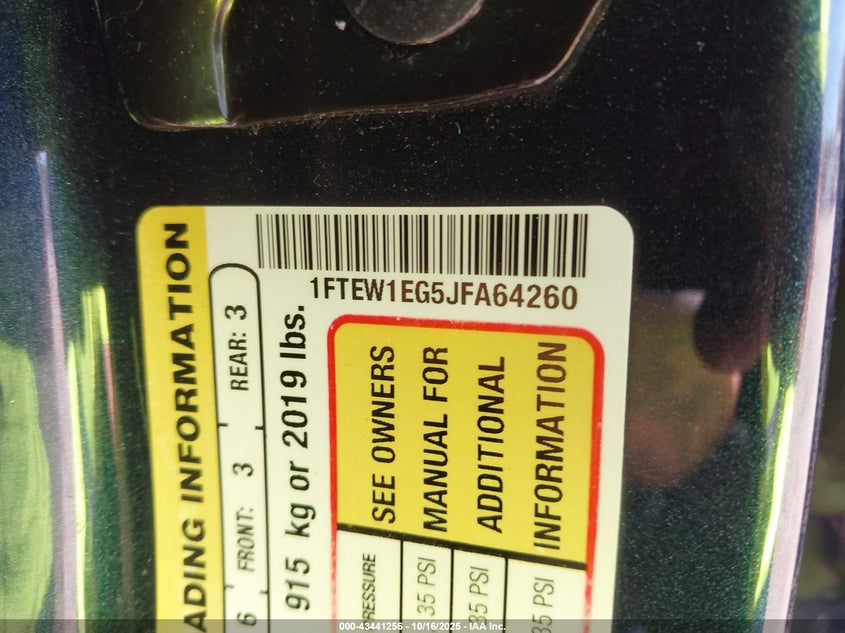 1FTEW1EG5JFA64260
ADING INFORMATION
6 FRONT: 3 REAR: 3
915 kg or 2019 lbs.
SEE OWNERS
MANUAL FOR
ADDITIONAL
INFORMATION
RESSURE
35 PSI
35 PSI
35 PSI
000-43441256 - 10/16/2025 - IAA Inc.